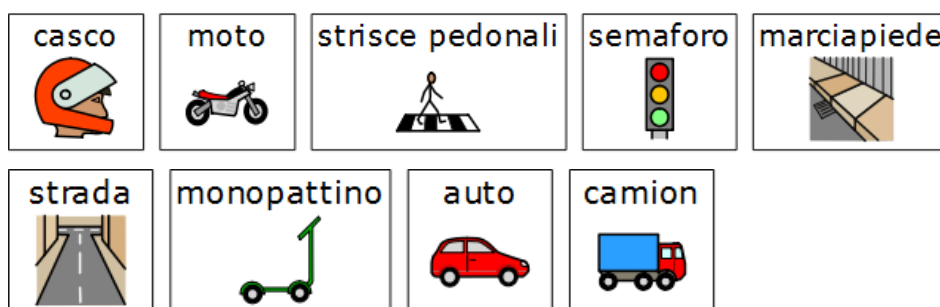 casco moto strisce pedonali semaforo marciapiede
strada monopattino auto camion